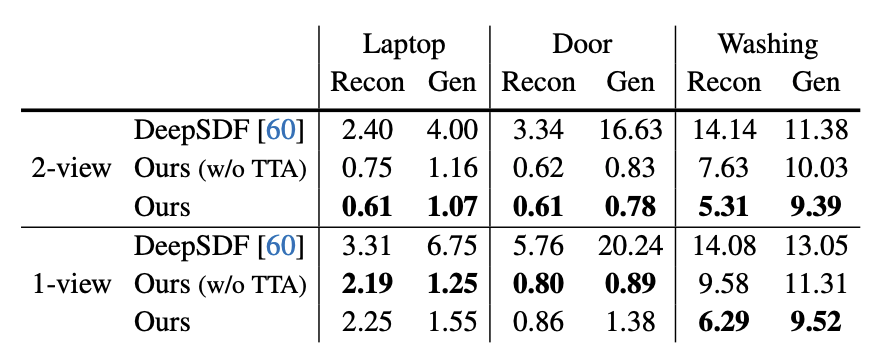 Laptop Door Washing
Recon Gen Recon Gen Recon Gen
DeepSDF [60] 2.40 4.00 3.34 16.63 14.14 11.38
2-view Ours (w/o TTA) 0.75 1.16 0.62 0.83 7.63 10.03
Ours 0.61 1.07 0.61 0.78 5.31 9.39
DeepSDF [60] 3.31 6.75 5.76 20.24 14.08 13.05
1-view Ours (w/o TTA) 2.19 1.25 0.80 0.89 9.58 11.31
Ours 2.25 1.55 0.86 1.38 6.29 9.52